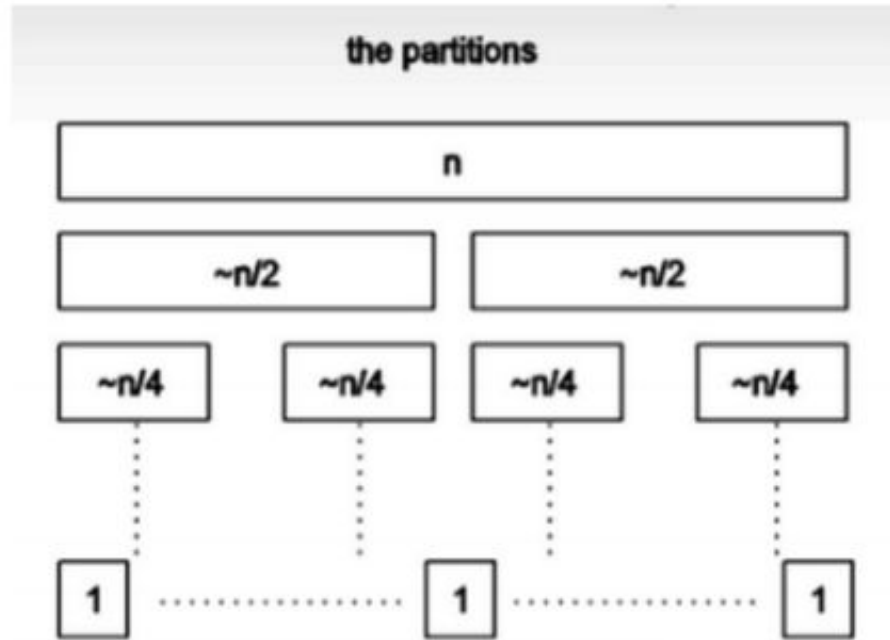 the partitions
n
~n/2 ~n/2
~n/4 ~n/4 ~n/4 ~n/4
1 1 1